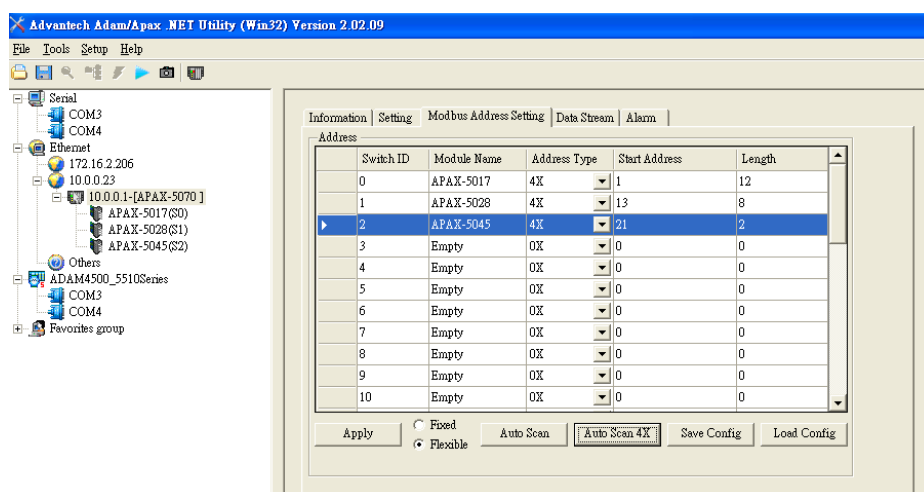 Advantech Adam/Apax .NET Utility (Win32) Version 2.02.09
File Tools Setup Help
Serial
COM3
COM4
Ethernet
172.16.2.206
10.0.0.23
10.0.0.1-[APAX-5070 ]
APAX-5017(S0)
APAX-5028(S1)
APAX-5045(S2)
Others
ADAM4500_5510Series
COM3
COM4
Favorites group
Information Setting Modbus Address Setting Data Stream Alarm
Address
Switch ID Module Name Address Type Start Address Length
0 APAX-5017 4X 1 12
1 APAX-5028 4X 13 8
2 APAX-5045 4X 21 2
3 Empty 0X 0 0
4 Empty 0X 0 0
5 Empty 0X 0 0
6 Empty 0X 0 0
7 Empty 0X 0 0
8 Empty 0X 0 0
9 Empty 0X 0 0
10 Empty 0X 0 0
Apply Fixed Flexible Auto Scan Auto Scan 4X Save Config Load Config